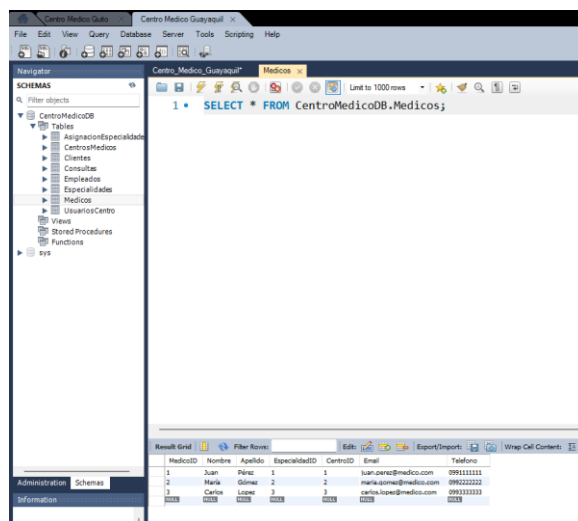 Centro Medico Quito
Centro Medico Guayaquil ×
File Edit View Query Database Server Tools Scripting Help
Navigator
SCHEMAS
Filter objects
CentroMedicoDB
Tables
AsignacionEspecialidade
CentrosMedicos
Clientes
Consultas
Empleados
Especialidades
Medicos
UsuariosCentro
Views
Stored Procedures
Functions
sys
Administration Schemas
Information
Centro_Medico_Guayaquil* Medicos ×
Limit to 1000 rows
1 SELECT * FROM CentroMedicoDB.Medicos;
Result Grid Filter Rows: Edit: Export/Import: Wrap Cell Content:
MedicoID Nombre Apellido EspecialidadID CentroID Email Telefono
1 Juan Pérez 1 1 juan.perez@medico.com 0991111111
2 María Gómez 2 2 maria.gomez@medico.com 0992222222
3 Carlos Lopez 3 3 carlos.lopez@medico.com 0993333333
NULL NULL NULL NULL NULL NULL NULL